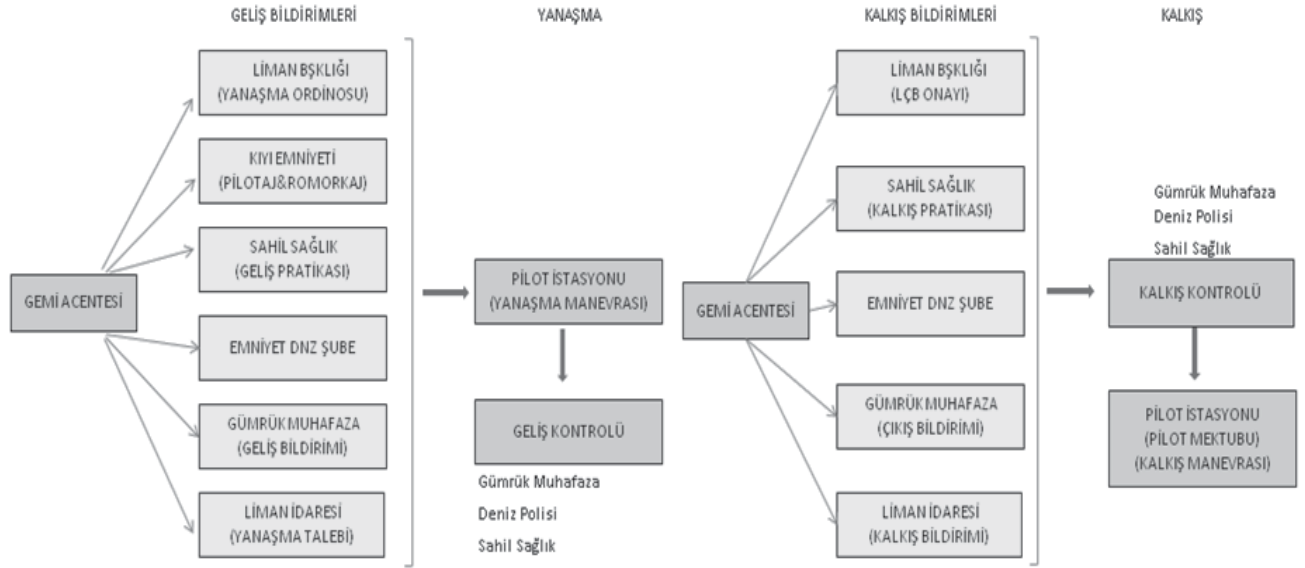 GELİŞ BİLDİRİMLERİ
LİMAN BŞKLIĞI
(YANAŞMA ORDİNOSU)
KIYI EMNİYETİ
(PİLOTAJ&ROMORKAJ)
SAHİL SAĞLIK
(GELİŞ PRATİKASI)
GEMİ ACENTESİ
EMNİYET DNZ ŞUBE
GÜMRÜK MUHAFAZA
(GELİŞ BİLDİRİMİ)
LİMAN İDARESİ
(YANAŞMA TALEBİ)
YANAŞMA
PİLOT İSTASYONU
(YANAŞMA MANEVRASI)
GELİŞ KONTROLÜ
Gümrük Muhafaza
Deniz Polisi
Sahil Sağlık
KALKIŞ BİLDİRİMLERİ
LİMAN BŞKLIĞI
(LÇB ONAYI)
SAHİL SAĞLIK
(KALKIŞ PRATİKASI)
GEMİ ACENTESİ
EMNİYET DNZ ŞUBE
GÜMRÜK MUHAFAZA
(ÇIKIŞ BİLDİRİMİ)
LİMAN İDARESİ
(KALKIŞ BİLDİRİMİ)
KALKIŞ
Gümrük Muhafaza
Deniz Polisi
Sahil Sağlık
KALKIŞ KONTROLÜ
PİLOT İSTASYONU
(PİLOT MEKTUBU)
(KALKIŞ MANEVRASI)